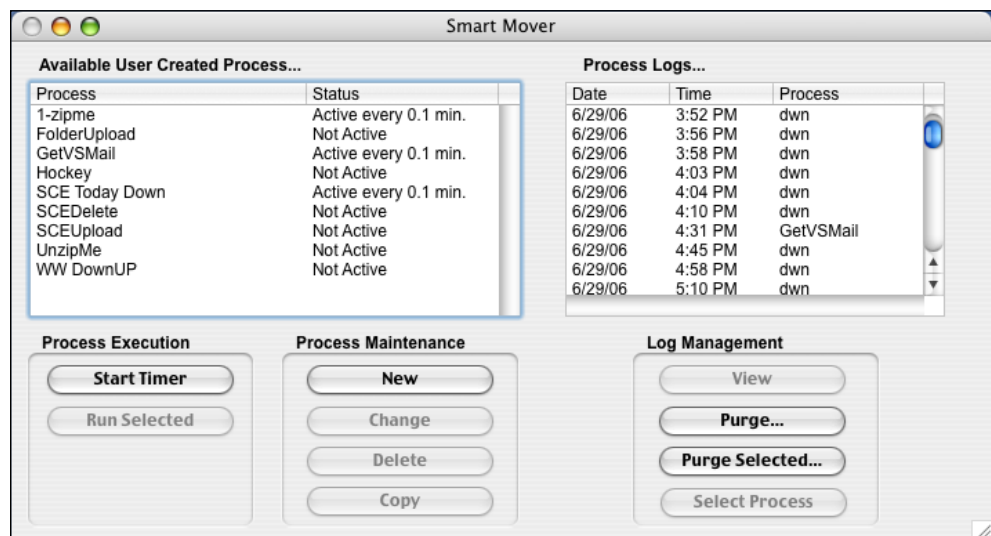 Smart Mover
Available User Created Process...
Process Status
1-zipme Active every 0.1 min.
FolderUpload Not Active
GetVSMail Active every 0.1 min.
Hockey Not Active
SCE Today Down Active every 0.1 min.
SCEDelete Not Active
SCEUpload Not Active
UnzipMe Not Active
WW DownUP Not Active
Process Logs...
Date Time Process
6/29/06 3:52 PM dwn
6/29/06 3:56 PM dwn
6/29/06 3:58 PM dwn
6/29/06 4:03 PM dwn
6/29/06 4:04 PM dwn
6/29/06 4:10 PM dwn
6/29/06 4:31 PM GetVSMail
6/29/06 4:45 PM dwn
6/29/06 4:58 PM dwn
6/29/06 5:10 PM dwn
Process Execution
Start Timer
Run Selected
Process Maintenance
New
Change
Delete
Copy
Log Management
View
Purge...
Purge Selected...
Select Process